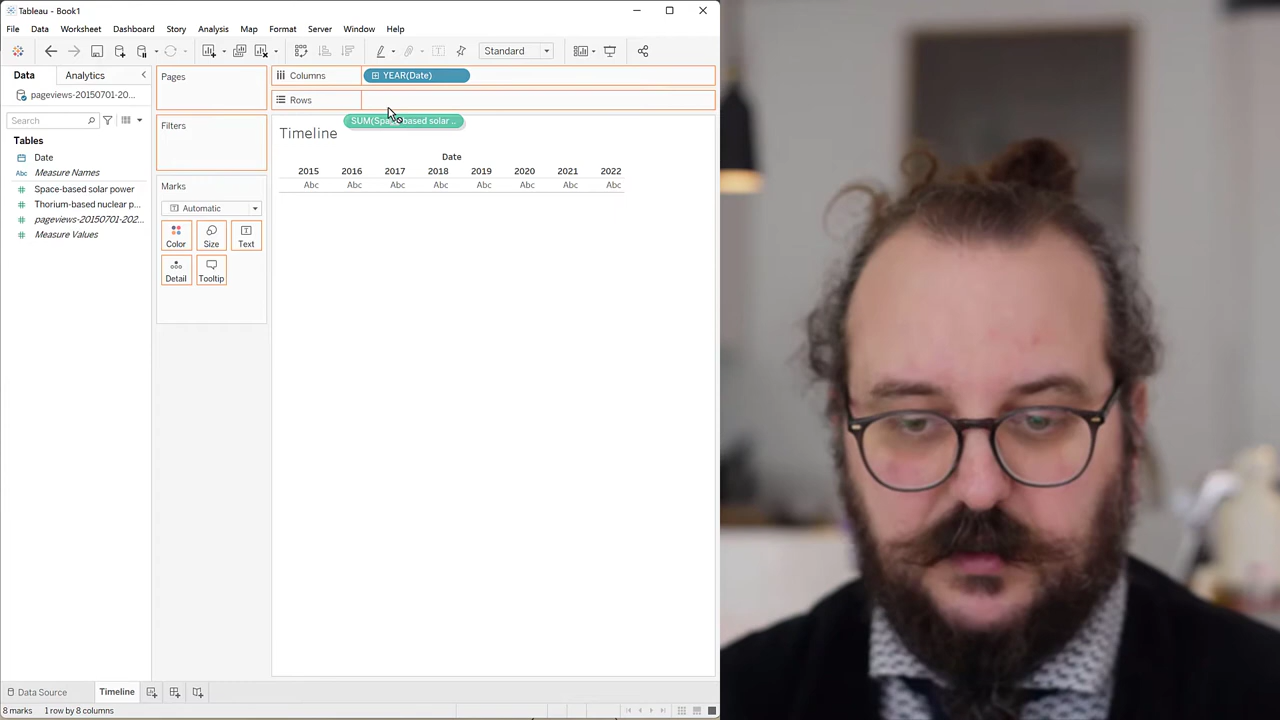 Tableau - Book1
File Data Worksheet Dashboard Story Analysis Map Format Server Window Help
Standard
Data Analytics
pageviews-20150701-20...
Search
Tables
Date
Measure Names
Space-based solar power
Thorium-based nuclear p...
pageviews-20150701-202...
Measure Values
Pages
Filters
Marks
Automatic
Color Size Text
Detail Tooltip
Columns YEAR(Date)
Rows
SUM(Space-based solar ..
Timeline
Date
2015 2016 2017 2018 2019 2020 2021 2022
Abc Abc Abc Abc Abc Abc Abc Abc
Data Source Timeline
8 marks 1 row by 8 columns